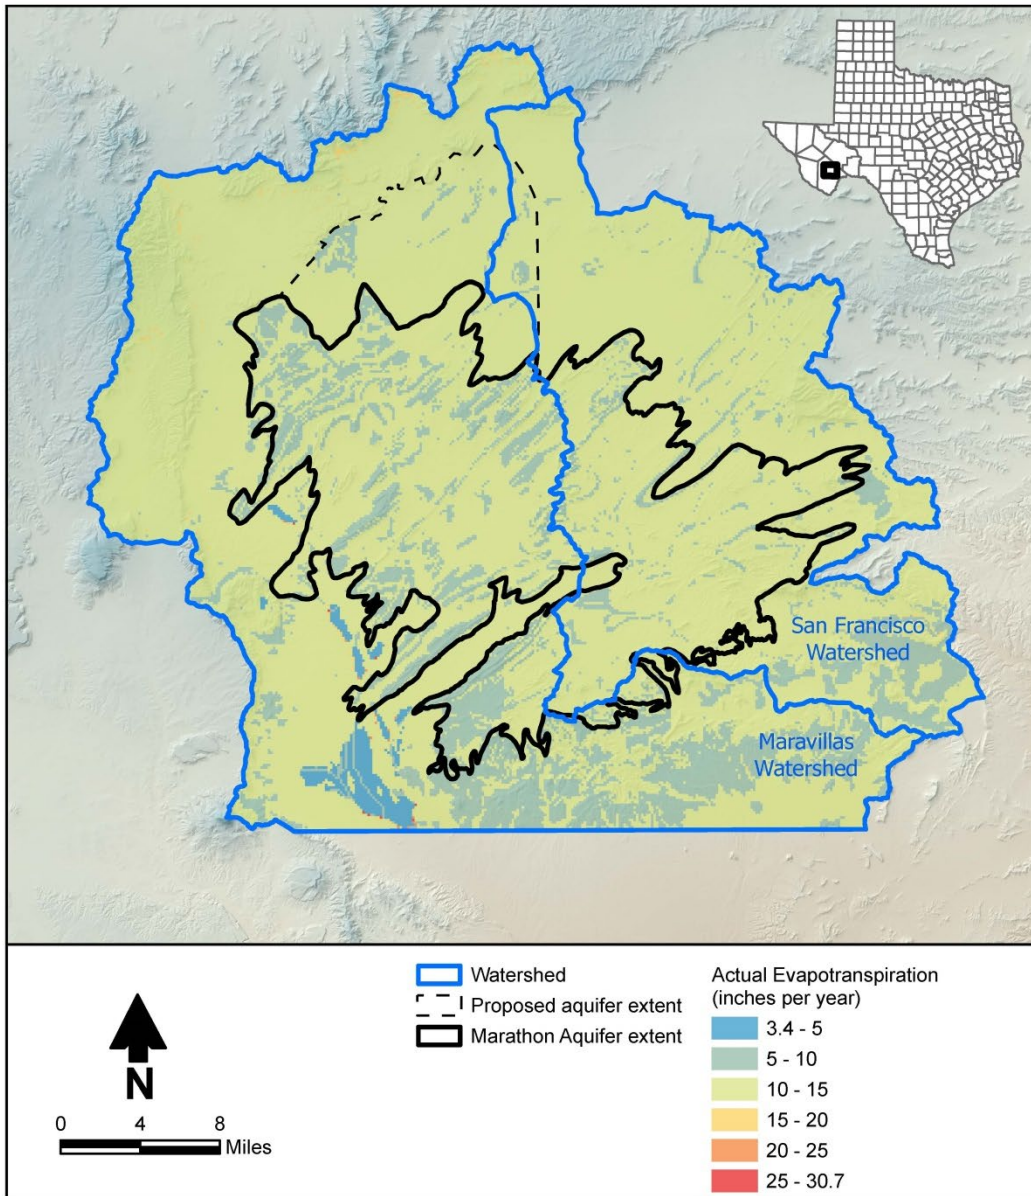 San Francisco
Watershed
Maravillas
Watershed
N
0 4 8
Miles
Watershed
Proposed aquifer extent
Marathon Aquifer extent
Actual Evapotranspiration
(inches per year)
3.4 - 5
5 - 10
10 - 15
15 - 20
20 - 25
25 - 30.7